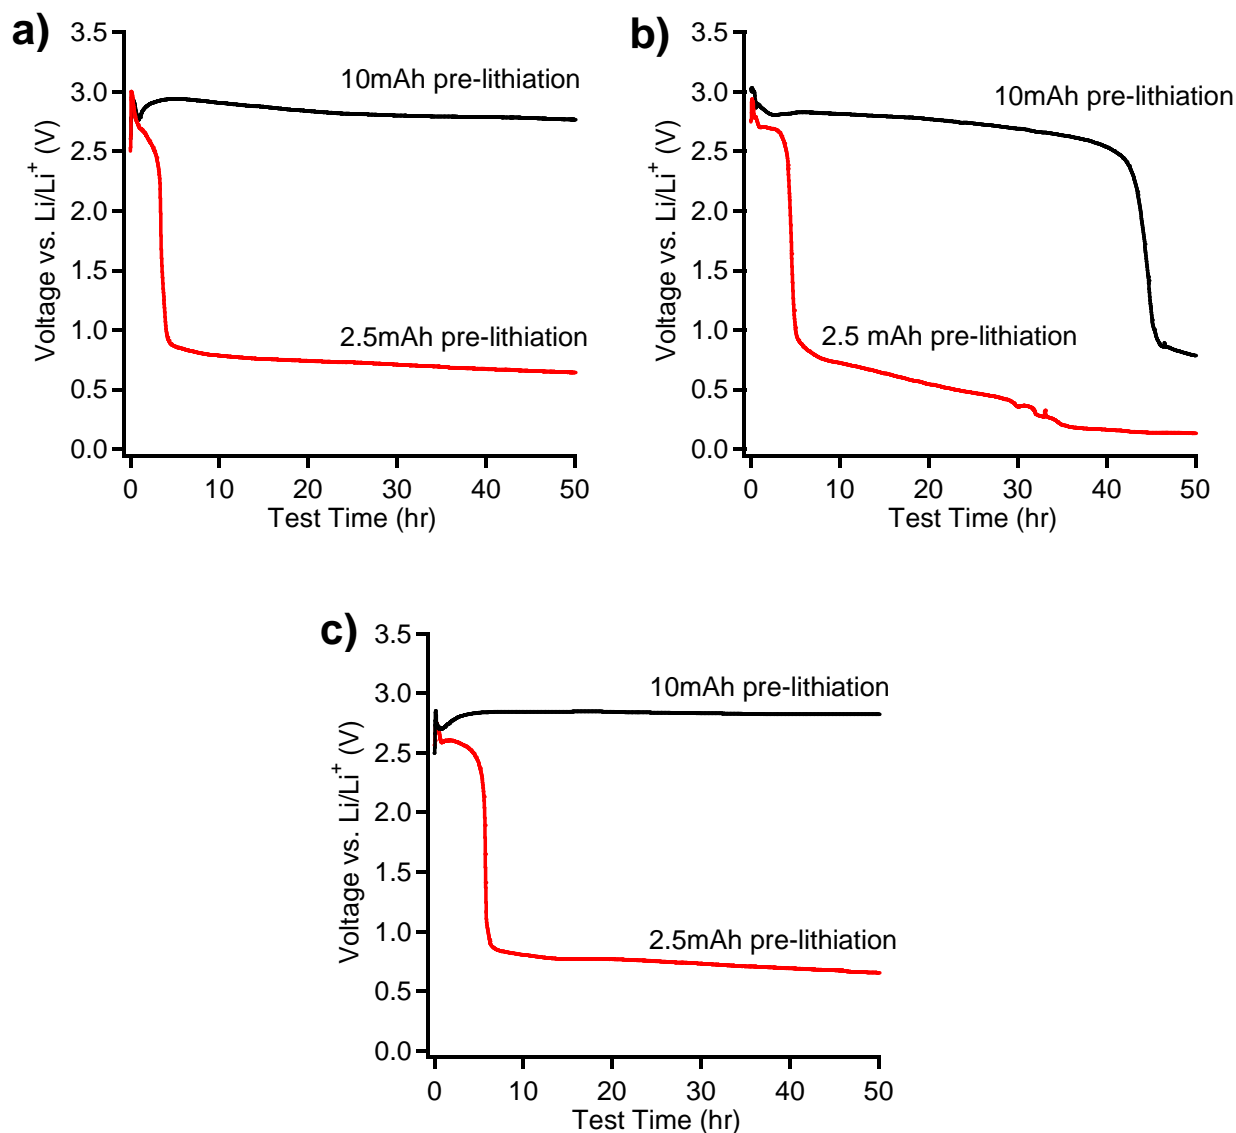 a)
3.5
3.0
2.5
2.0
1.5
1.0
0.5
0.0
Voltage vs. Li/Li⁺ (V)
10mAh pre-lithiation
2.5mAh pre-lithiation
0 10 20 30 40 50
Test Time (hr)
b)
3.5
3.0
2.5
2.0
1.5
1.0
0.5
0.0
Voltage vs. Li/Li⁺ (V)
10mAh pre-lithiation
2.5 mAh pre-lithiation
0 10 20 30 40 50
Test Time (hr)
c)
3.5
3.0
2.5
2.0
1.5
1.0
0.5
0.0
Voltage vs. Li/Li⁺ (V)
10mAh pre-lithiation
2.5mAh pre-lithiation
0 10 20 30 40 50
Test Time (hr)